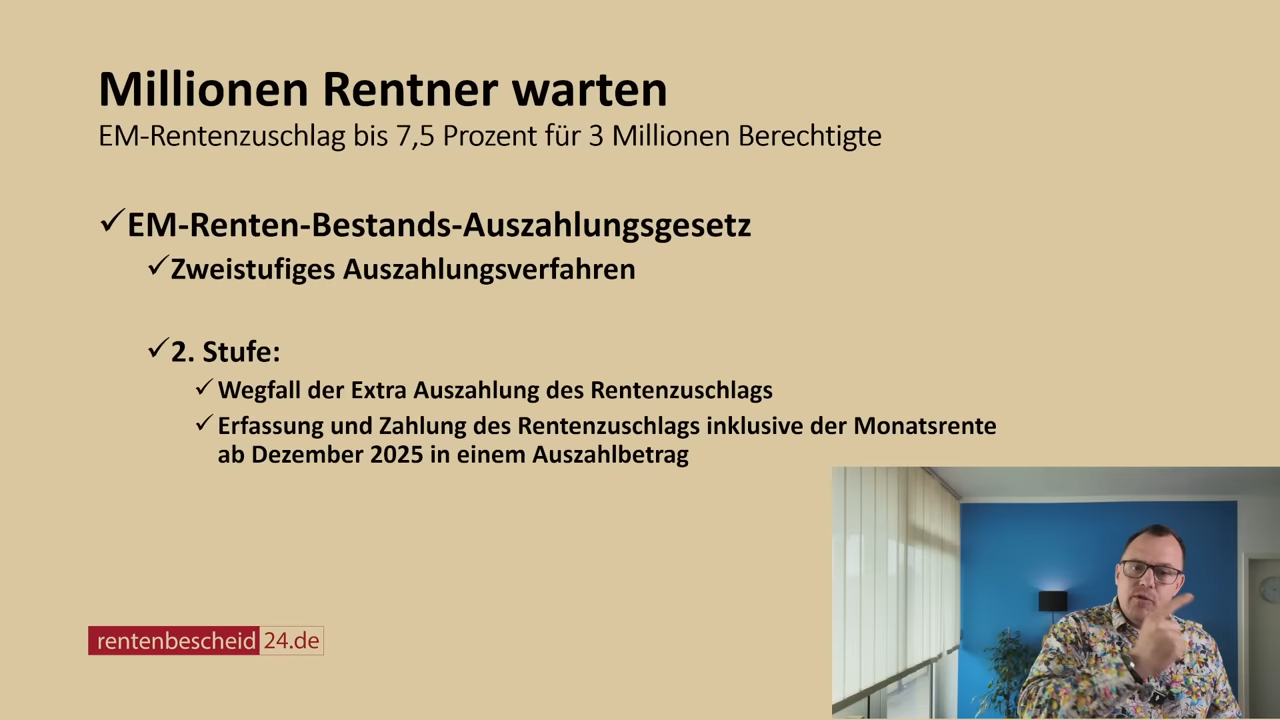 Millionen Rentner warten
EM-Rentenzuschlag bis 7,5 Prozent für 3 Millionen Berechtigte
✓EM-Renten-Bestands-Auszahlungsgesetz
✓Zweistufiges Auszahlungsverfahren
✓2. Stufe:
✓Wegfall der Extra Auszahlung des Rentenzuschlags
✓Erfassung und Zahlung des Rentenzuschlags inklusive der Monatsrente
ab Dezember 2025 in einem Auszahlbetrag
rentenbescheid 24.de